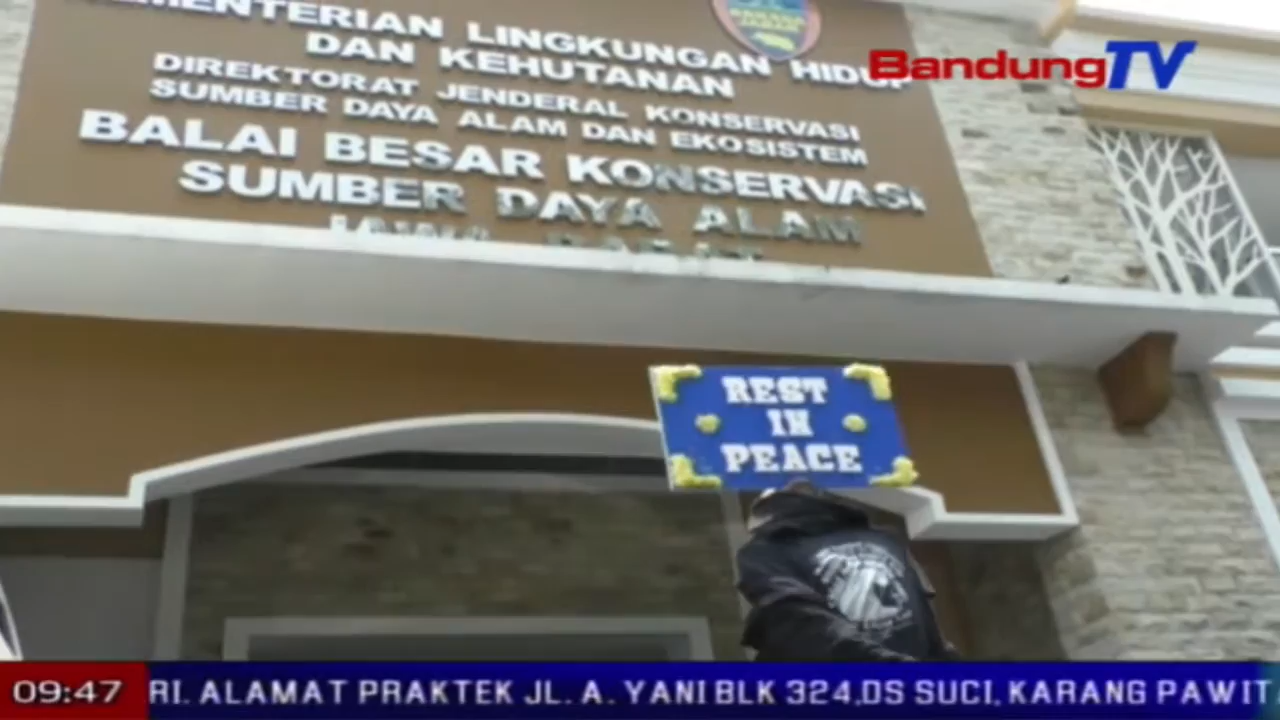 KEMENTERIAN LINGKUNGAN HIDUP
DAN KEHUTANAN
DIREKTORAT JENDERAL KONSERVASI
SUMBER DAYA ALAM DAN EKOSISTEM
BALAI BESAR KONSERVASI
SUMBER DAYA ALAM
BandungTV
REST
IN
PEACE
09:47 RI. ALAMAT PRAKTEK JL. A. YANI BLK 324,DS SUCI, KARANG PAWIT